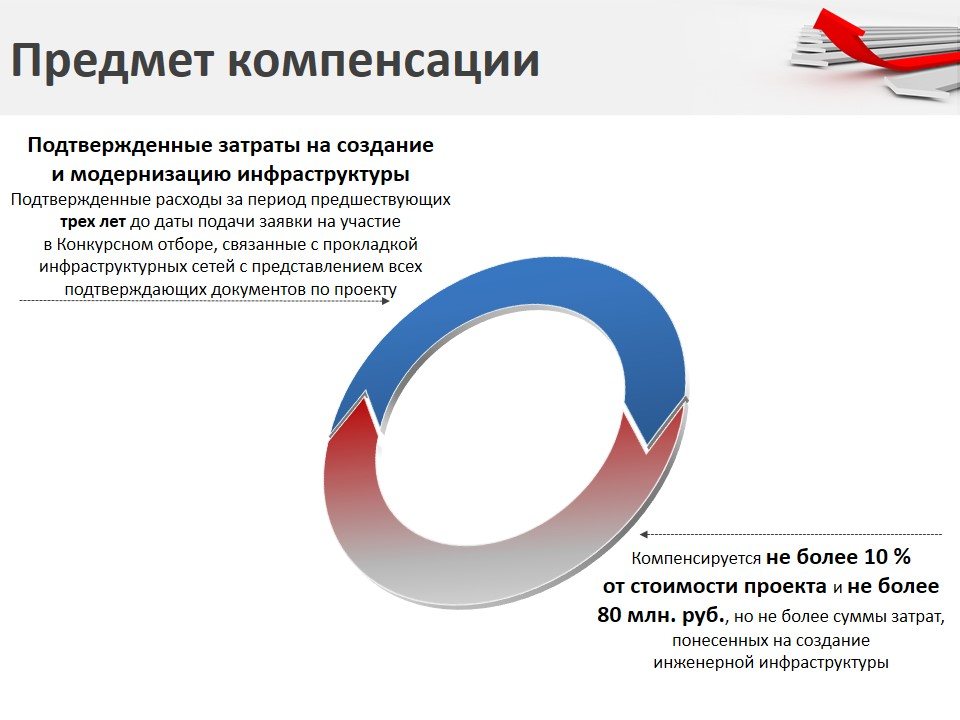 Предмет компенсации
Подтвержденные затраты на создание
и модернизацию инфраструктуры
Подтвержденные расходы за период предшествующих
трех лет до даты подачи заявки на участие
в Конкурсном отборе, связанные с прокладкой
инфраструктурных сетей с представлением всех
подтверждающих документов по проекту
Компенсируется не более 10 %
от стоимости проекта и не более
80 млн. руб., но не более суммы затрат,
понесенных на создание
инженерной инфраструктуры